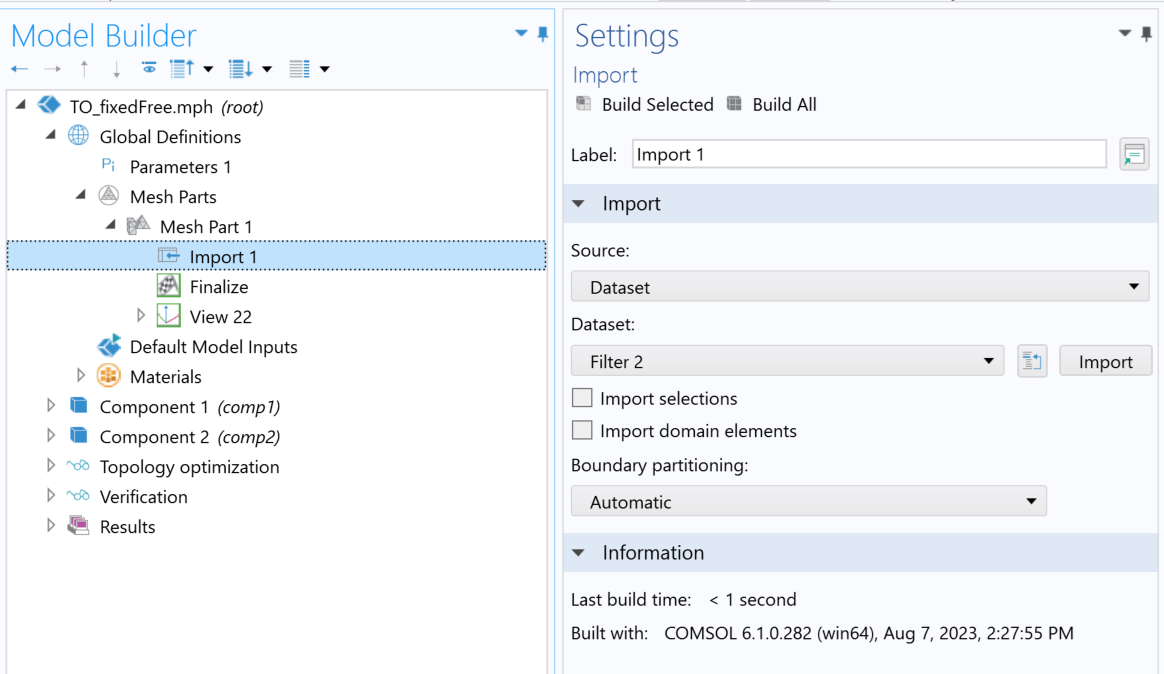 Model Builder
TO_fixedFree.mph (root)
Global Definitions
Pi Parameters 1
Mesh Parts
Mesh Part 1
Import 1
Finalize
View 22
Default Model Inputs
Materials
Component 1 (comp1)
Component 2 (comp2)
Topology optimization
Verification
Results
Settings
Import
Build Selected Build All
Label: Import 1
Import
Source:
Dataset
Dataset:
Filter 2 Import
Import selections
Import domain elements
Boundary partitioning:
Automatic
Information
Last build time: < 1 second
Built with: COMSOL 6.1.0.282 (win64), Aug 7, 2023, 2:27:55 PM